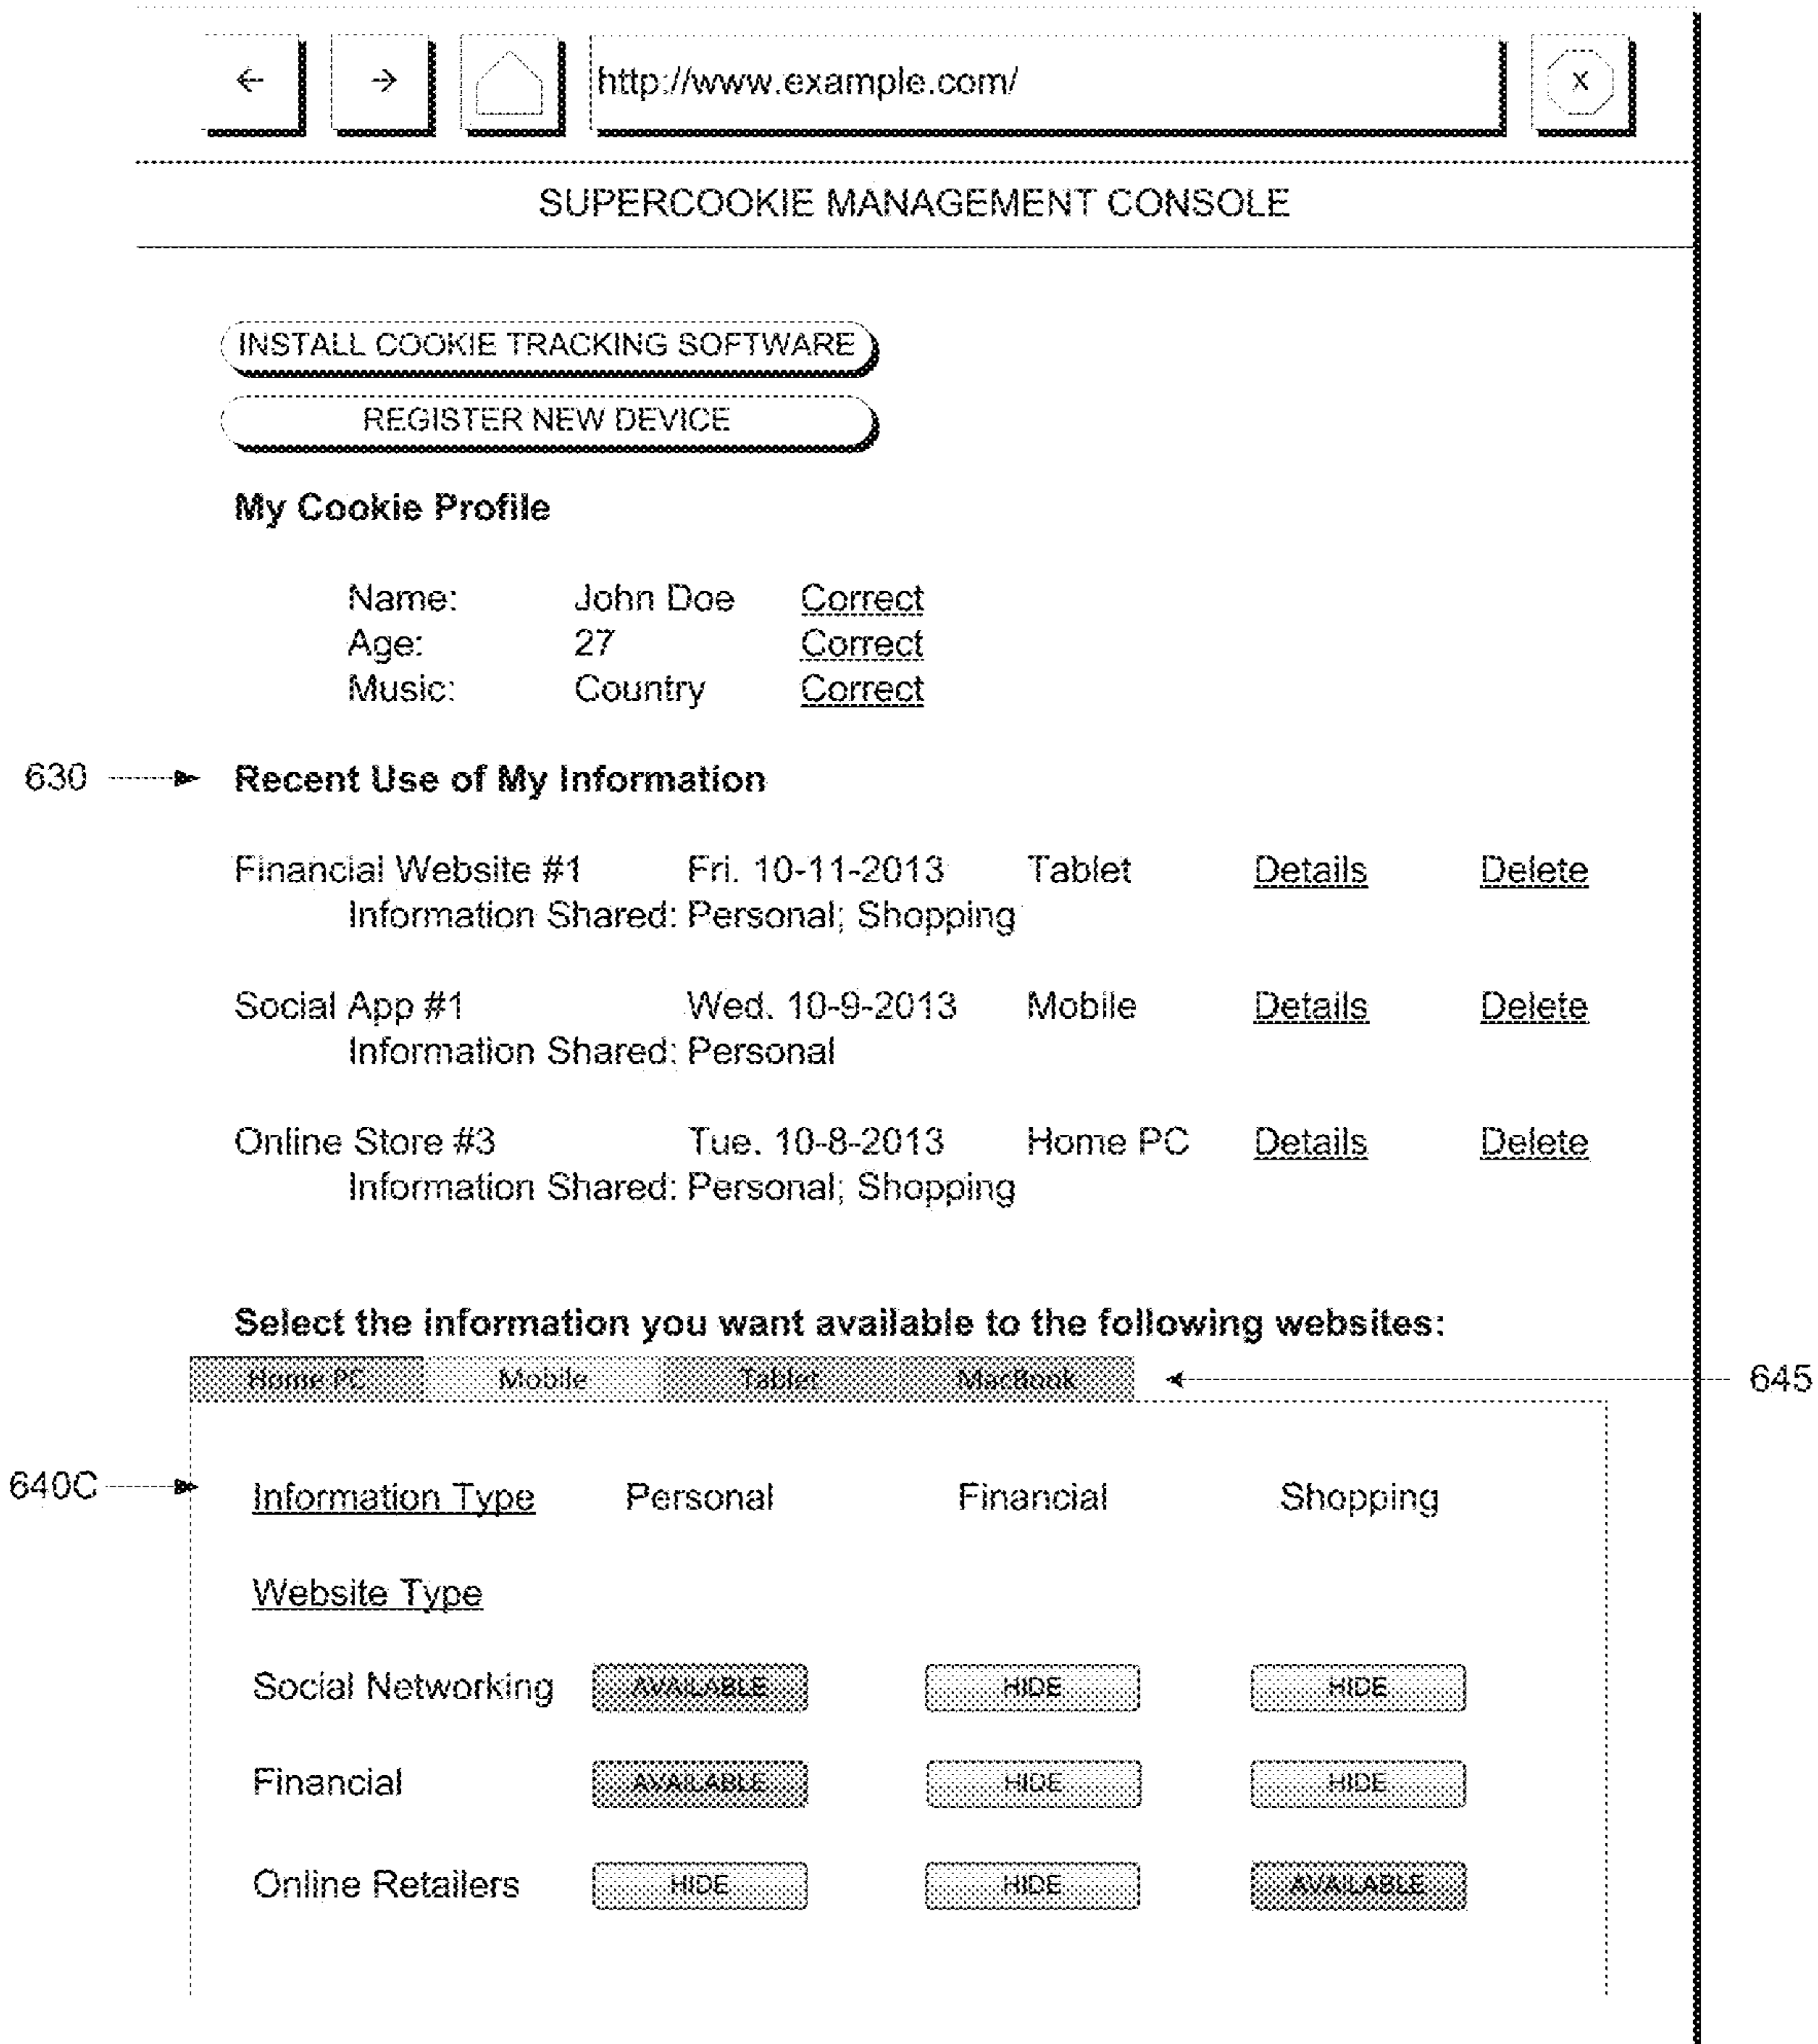 ← → http://www.example.com/ X
SUPERCOOKIE MANAGEMENT CONSOLE
INSTALL COOKIE TRACKING SOFTWARE
REGISTER NEW DEVICE
My Cookie Profile
Name: John Doe Correct
Age: 27 Correct
Music: Country Correct
630 Recent Use of My Information
Financial Website #1 Fri. 10-11-2013 Tablet Details Delete
Information Shared: Personal; Shopping
Social App #1 Wed. 10-9-2013 Mobile Details Delete
Information Shared: Personal
Online Store #3 Tue. 10-8-2013 Home PC Details Delete
Information Shared: Personal; Shopping
Select the information you want available to the following websites:
Home PC Mobile Tablet MacBook 645
640C Information Type Personal Financial Shopping
Website Type
Social Networking AVAILABLE HIDE HIDE
Financial AVAILABLE HIDE HIDE
Online Retailers HIDE HIDE AVAILABLE